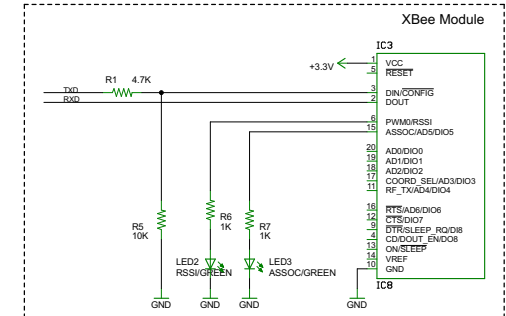 XBee Module
IC3
+3.3V
1 VCC
5 RESET
R1 4.7K
TXD
RXD
3 DIN/CONFIG
2 DOUT
6 PWM0/RSSI
15 ASSOC/AD5/DIO5
20 AD0/DIO0
19 AD1/DIO1
18 AD2/DIO2
17 COORD_SEL/AD3/DIO3
11 RF_TX/AD4/DIO4
16 RTS/AD6/DIO6
12 CTS/DIO7
9 DTR/SLEEP_RQ/DI8
4 CD/DOUT_EN/DO8
13 ON/SLEEP
14 VREF
10 GND
IC8
R5
10K
R6
1K
R7
1K
LED2
RSSI/GREEN
LED3
ASSOC/GREEN
GND GND GND GND